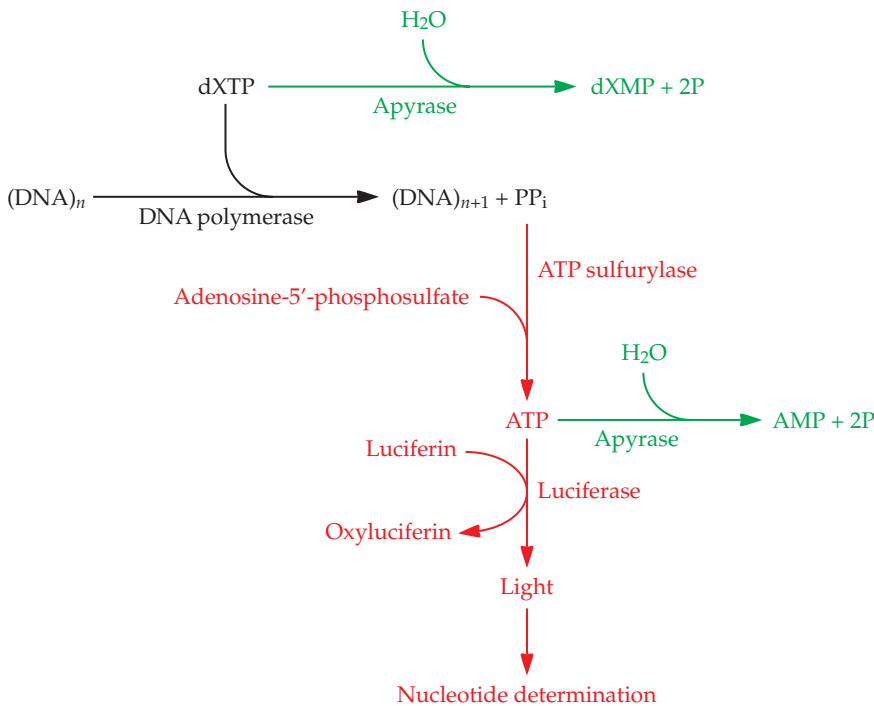 H₂O
dXTP
dXMP + 2P
Apyrase
(DNA)ₙ
(DNA)ₙ₊₁ + PPᵢ
DNA polymerase
ATP sulfurylase
Adenosine-5′-phosphosulfate
H₂O
ATP
AMP + 2P
Apyrase
Luciferin
Luciferase
Oxyluciferin
Light
Nucleotide determination